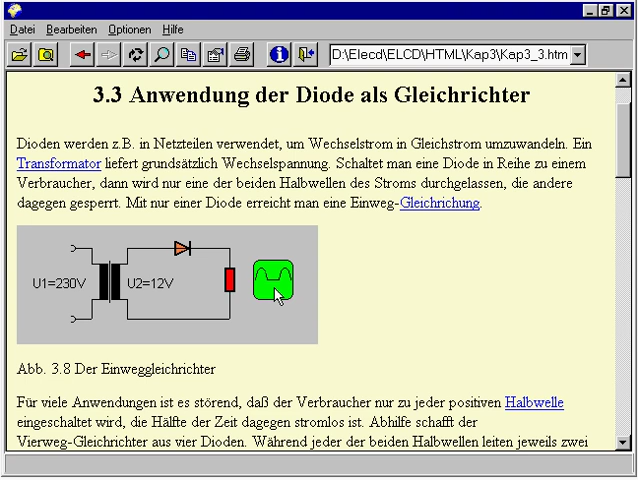 Datei Bearbeiten Optionen Hilfe
D:\Elecd\ELCD\HTML\Kap3\Kap3_3.htm
3.3 Anwendung der Diode als Gleichrichter
Dioden werden z.B. in Netzteilen verwendet, um Wechselstrom in Gleichstrom umzuwandeln. Ein
Transformator liefert grundsätzlich Wechselspannung. Schaltet man eine Diode in Reihe zu einem
Verbraucher, dann wird nur eine der beiden Halbwellen des Stroms durchgelassen, die andere
dagegen gesperrt. Mit nur einer Diode erreicht man eine Einweg-Gleichrichung.
U1=230V U2=12V
Abb. 3.8 Der Einweggleichrichter
Für viele Anwendungen ist es störend, daß der Verbraucher nur zu jeder positiven Halbwelle
eingeschaltet wird, die Hälfte der Zeit dagegen stromlos ist. Abhilfe schafft der
Vierweg-Gleichrichter aus vier Dioden. Während jeder der beiden Halbwellen leiten jeweils zwei